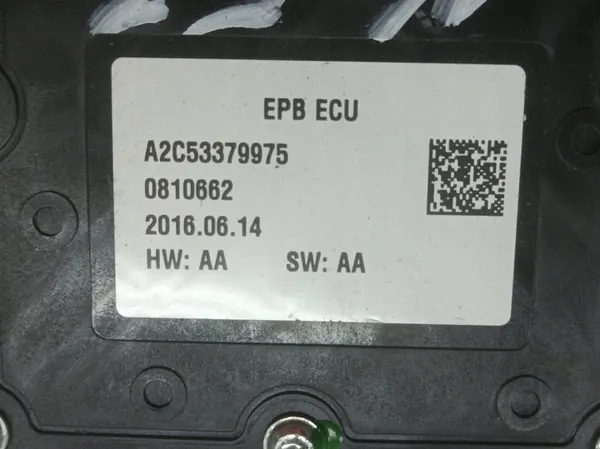 EPB ECU
A2C53379975
0810662
2016.06.14
HW: AA SW: AA